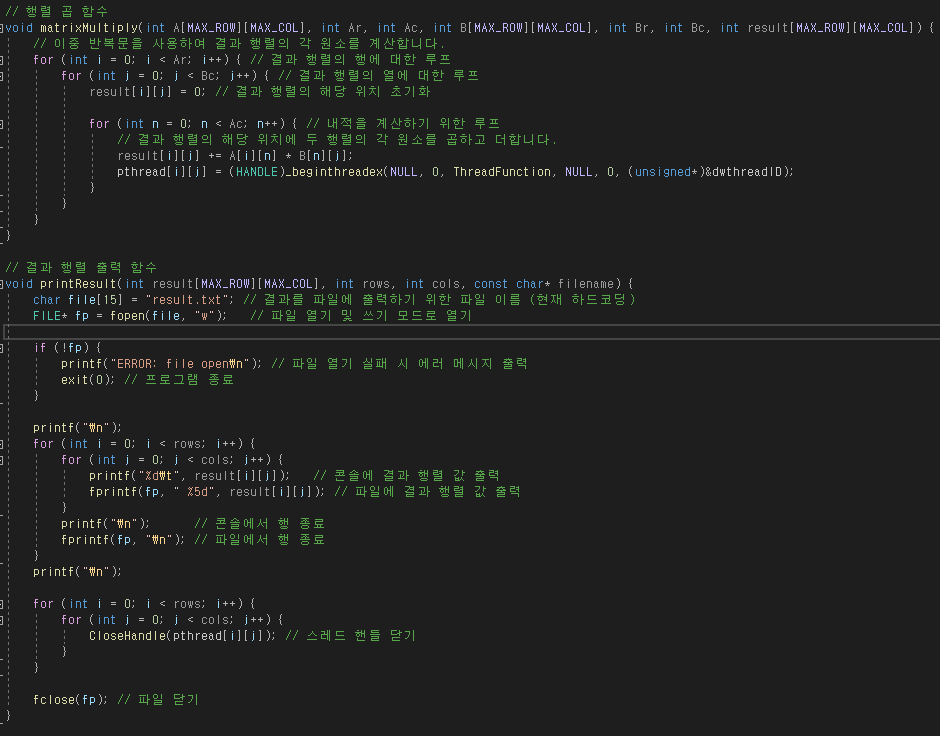 // 행렬 곱 함수
void matrixMultiply(int A[MAX_ROW][MAX_COL], int Ar, int Ac, int B[MAX_ROW][MAX_COL], int Br, int Bc, int result[MAX_ROW][MAX_COL]) {
// 이중 반복문을 사용하여 결과 행렬의 각 원소를 계산합니다.
for (int i = 0; i < Ar; i++) { // 결과 행렬의 행에 대한 루프
for (int j = 0; j < Bc; j++) { // 결과 행렬의 열에 대한 루프
result[i][j] = 0; // 결과 행렬의 해당 위치 초기화
for (int n = 0; n < Ac; n++) { // 내적을 계산하기 위한 루프
// 결과 행렬의 해당 위치에 두 행렬의 각 원소를 곱하고 더합니다.
result[i][j] += A[i][n] * B[n][j];
pthread[i][j] = (HANDLE)_beginthreadex(NULL, 0, ThreadFunction, NULL, 0, (unsigned*)&dwthreadID);
}
}
}
}
// 결과 행렬 출력 함수
void printResult(int result[MAX_ROW][MAX_COL], int rows, int cols, const char* filename) {
char file[15] = "result.txt"; // 결과를 파일에 출력하기 위한 파일 이름 (현재 하드코딩)
FILE* fp = fopen(file, "w"); // 파일 열기 및 쓰기 모드로 열기
if (!fp) {
printf("ERROR: file open₩n"); // 파일 열기 실패 시 에러 메시지 출력
exit(0); // 프로그램 종료
}
printf("₩n");
for (int i = 0; i < rows; i++) {
for (int j = 0; j < cols; j++) {
printf("%d₩t", result[i][j]); // 콘솔에 결과 행렬 값 출력
fprintf(fp, " %5d", result[i][j]); // 파일에 결과 행렬 값 출력
}
printf("₩n"); // 콘솔에서 행 종료
fprintf(fp, "₩n"); // 파일에서 행 종료
}
printf("₩n");
for (int i = 0; i < rows; i++) {
for (int j = 0; j < cols; j++) {
CloseHandle(pthread[i][j]); // 스레드 핸들 닫기
}
}
fclose(fp); // 파일 닫기
}